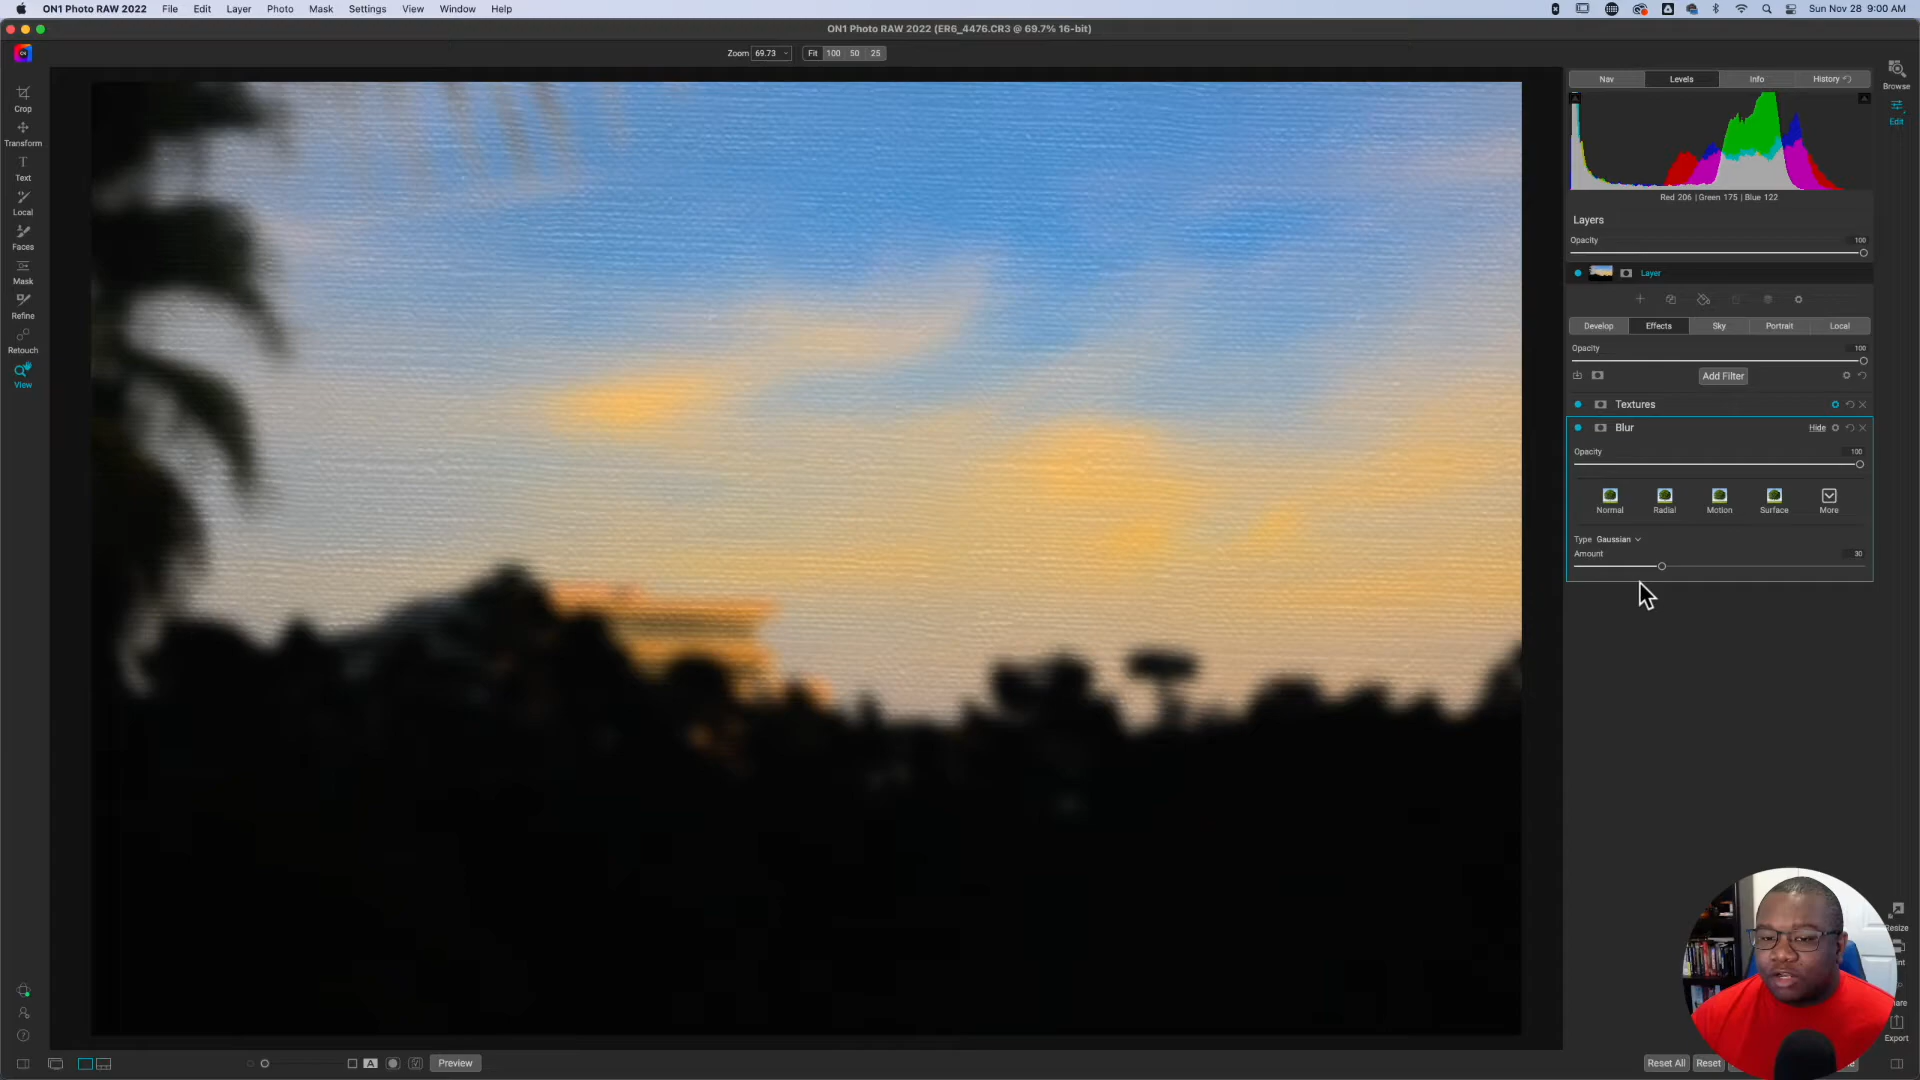 ON1 Photo RAW 2022 File Edit Layer Photo Mask Settings View Window Help Sun Nov 28 9:00 AM
ON1 Photo RAW 2022 (ER6_4476.CR3 @ 69.7% 16-bit)
Zoom 69.73 Fit 100 50 25
Nav Levels Info History
Browse
Edit
Crop
Transform
Text
Local
Faces
Mask
Refine
Retouch
View
Red 206 | Green 175 | Blue 122
Layers
Opacity 100
Layer
Develop Effects Sky Portrait Local
Opacity 100
Add Filter
Textures
Blur Hide
Opacity 100
Normal Radial Motion Surface More
Type Gaussian
Amount 30
Export
A Preview
Reset All Reset